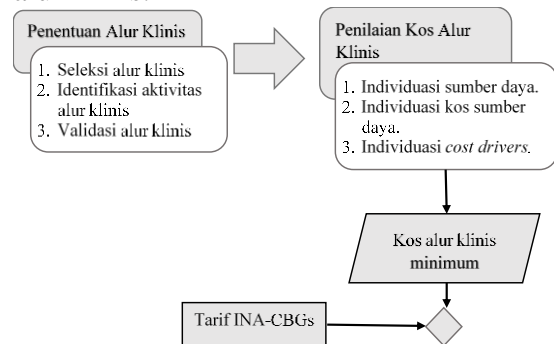 Penentuan Alur Klinis
1. Seleksi alur klinis
2. Identifikasi aktivitas
alur klinis
3. Validasi alur klinis
Penilaian Kos Alur
Klinis
1. Individuasi sumber daya.
2. Individuasi kos sumber
daya.
3. Individuasi cost drivers.
Kos alur klinis
minimum
Tarif INA-CBGs